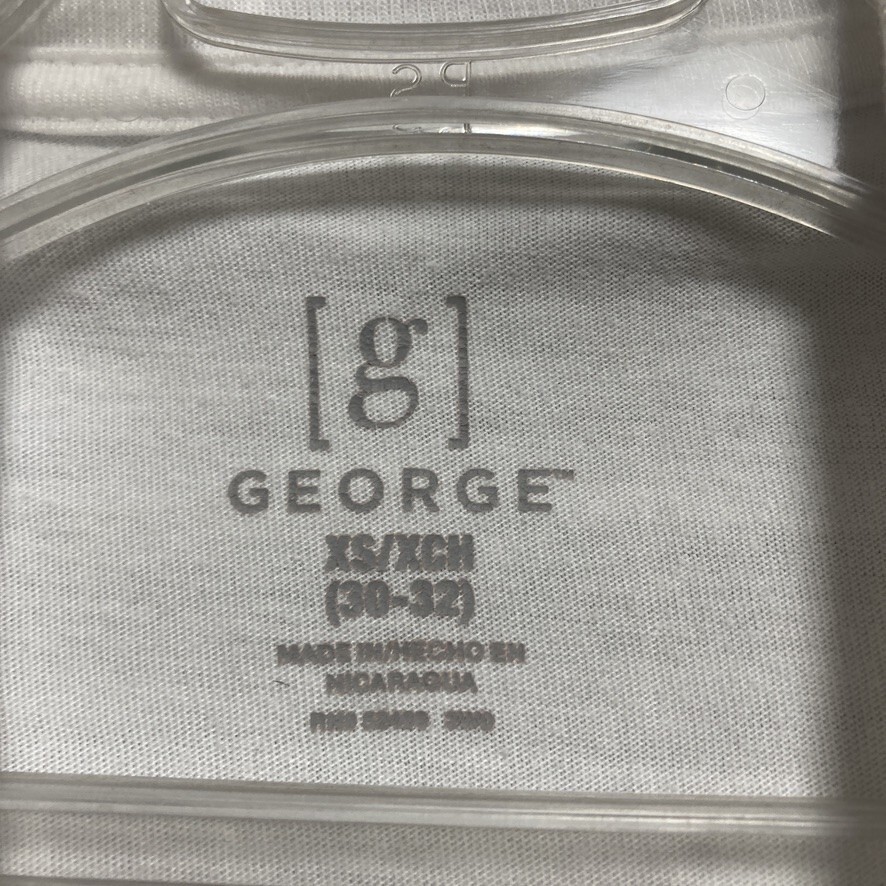 [g]
GEORGE™
XS/XCH
(30-32)
MADE IN/HECHO EN
NICARAGUA